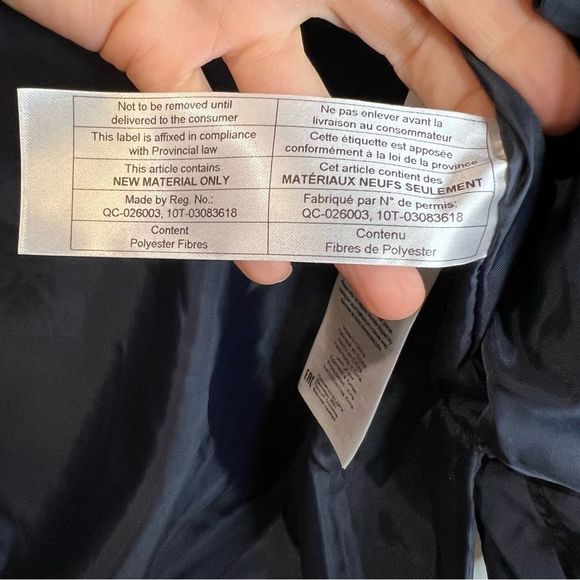 Not to be removed until
delivered to the consumer
This label is affixed in compliance
with Provincial law
This article contains
NEW MATERIAL ONLY
Made by Reg. No.:
QC-026003, 10T-03083618
Content
Polyester Fibres
Ne pas enlever avant la
livraison au consommateur
Cette étiquette est apposée
conformément à la loi de la province
Cet article contient des
MATÉRIAUX NEUFS SEULEMENT
Fabriqué par N° de permis:
QC-026003, 10T-03083618
Contenu
Fibres de Polyester
EAC